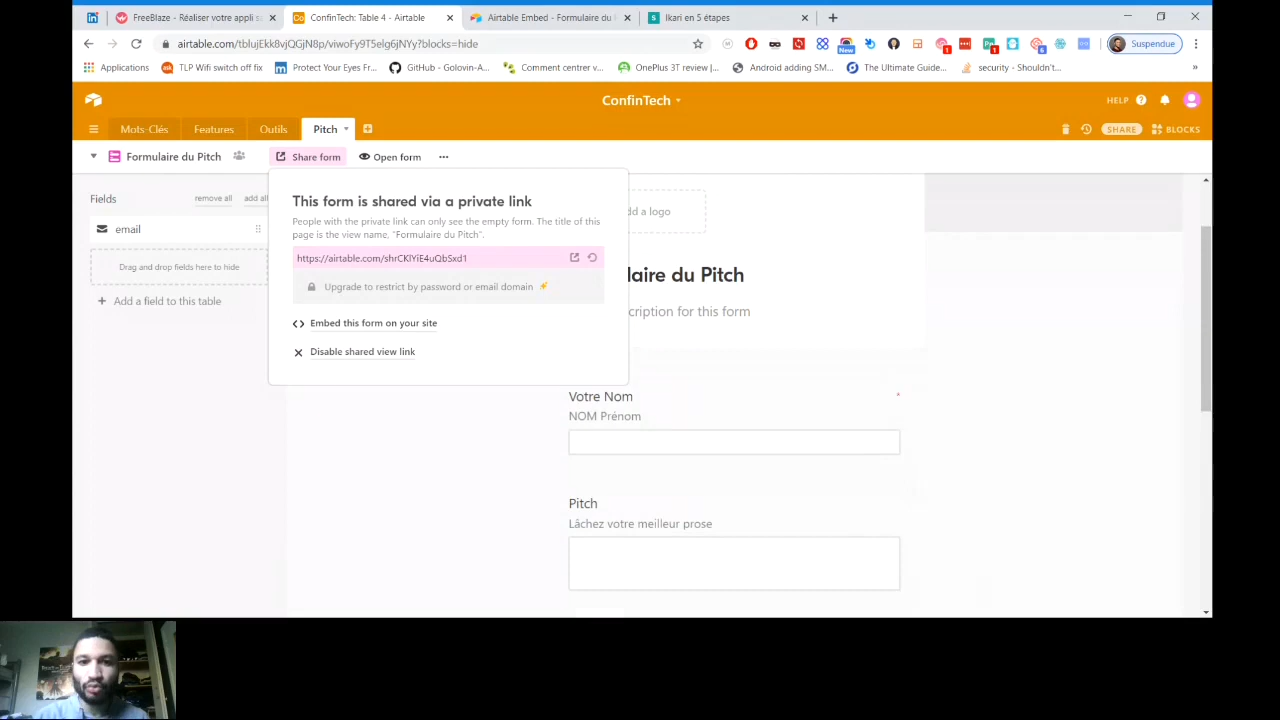 FreeBlaze - Réaliser votre appli sa
ConfinTech: Table 4 - Airtable
Airtable Embed - Formulaire du
Ikari en 5 étapes
airtable.com/tblujEkk8vQGjN8p/viwoFy9T5elg6jNYy?blocks=hide
New
Suspendue
Applications
TLP Wifi switch off fix
Protect Your Eyes Fr...
GitHub - Golovin-A...
Comment centrer v...
OnePlus 3T review |...
Android adding SM...
The Ultimate Guide...
security - Shouldn't...
ConfinTech
HELP
Mots-Clés
Features
Outils
Pitch
SHARE
BLOCKS
Formulaire du Pitch
Share form
Open form
Fields
remove all
add all
email
Drag and drop fields here to hide
Add a field to this table
This form is shared via a private link
People with the private link can only see the empty form. The title of this
page is the view name, "Formulaire du Pitch".
https://airtable.com/shrCKlYiE4uQbSxd1
Upgrade to restrict by password or email domain
Embed this form on your site
Disable shared view link
d a logo
laire du Pitch
cription for this form
Votre Nom *
NOM Prénom
Pitch
Lâchez votre meilleur prose